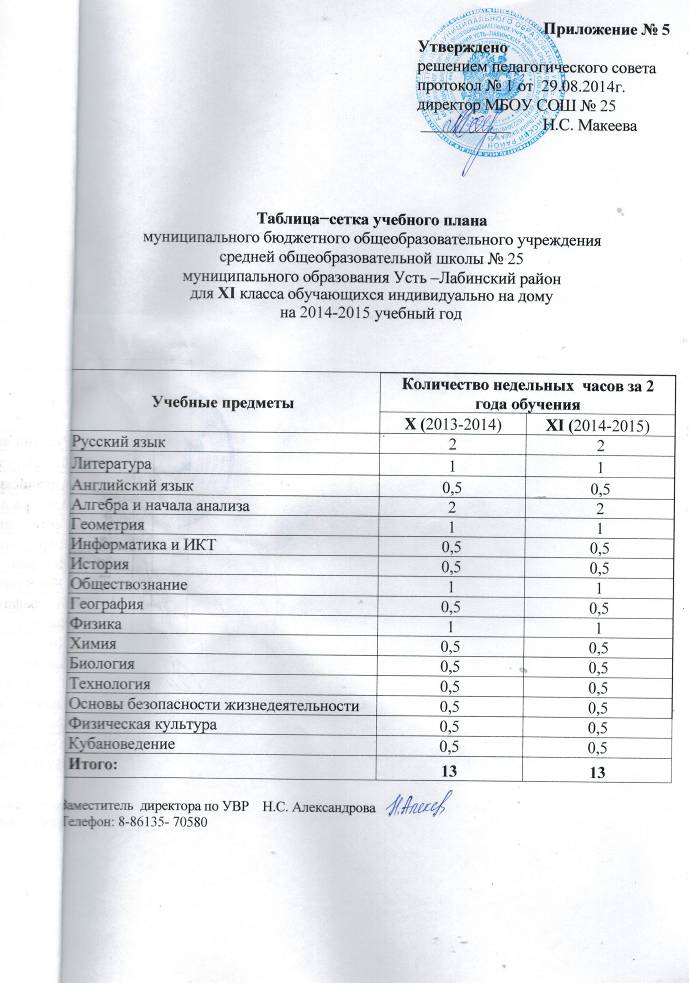 Приложение № 5
Утверждено
решением педагогического совета
протокол № 1 от 29.08.2014г.
директор МБОУ СОШ № 25
Н.С. Макеева
Таблица–сетка учебного плана
муниципального бюджетного общеобразовательного учреждения
средней общеобразовательной школы № 25
муниципального образования Усть –Лабинский район
для XI класса обучающихся индивидуально на дому
на 2014-2015 учебный год
Учебные предметы
Количество недельных часов за 2
года обучения
X (2013-2014) XI (2014-2015)
Русский язык 2 2
Литература 1 1
Английский язык 0,5 0,5
Алгебра и начала анализа 2 2
Геометрия 1 1
Информатика и ИКТ 0,5 0,5
История 0,5 0,5
Обществознание 1 1
География 0,5 0,5
Физика 1 1
Химия 0,5 0,5
Биология 0,5 0,5
Технология 0,5 0,5
Основы безопасности жизнедеятельности 0,5 0,5
Физическая культура 0,5 0,5
Кубановедение 0,5 0,5
Итого: 13 13
Заместитель директора по УВР Н.С. Александрова
Телефон: 8-86135- 70580